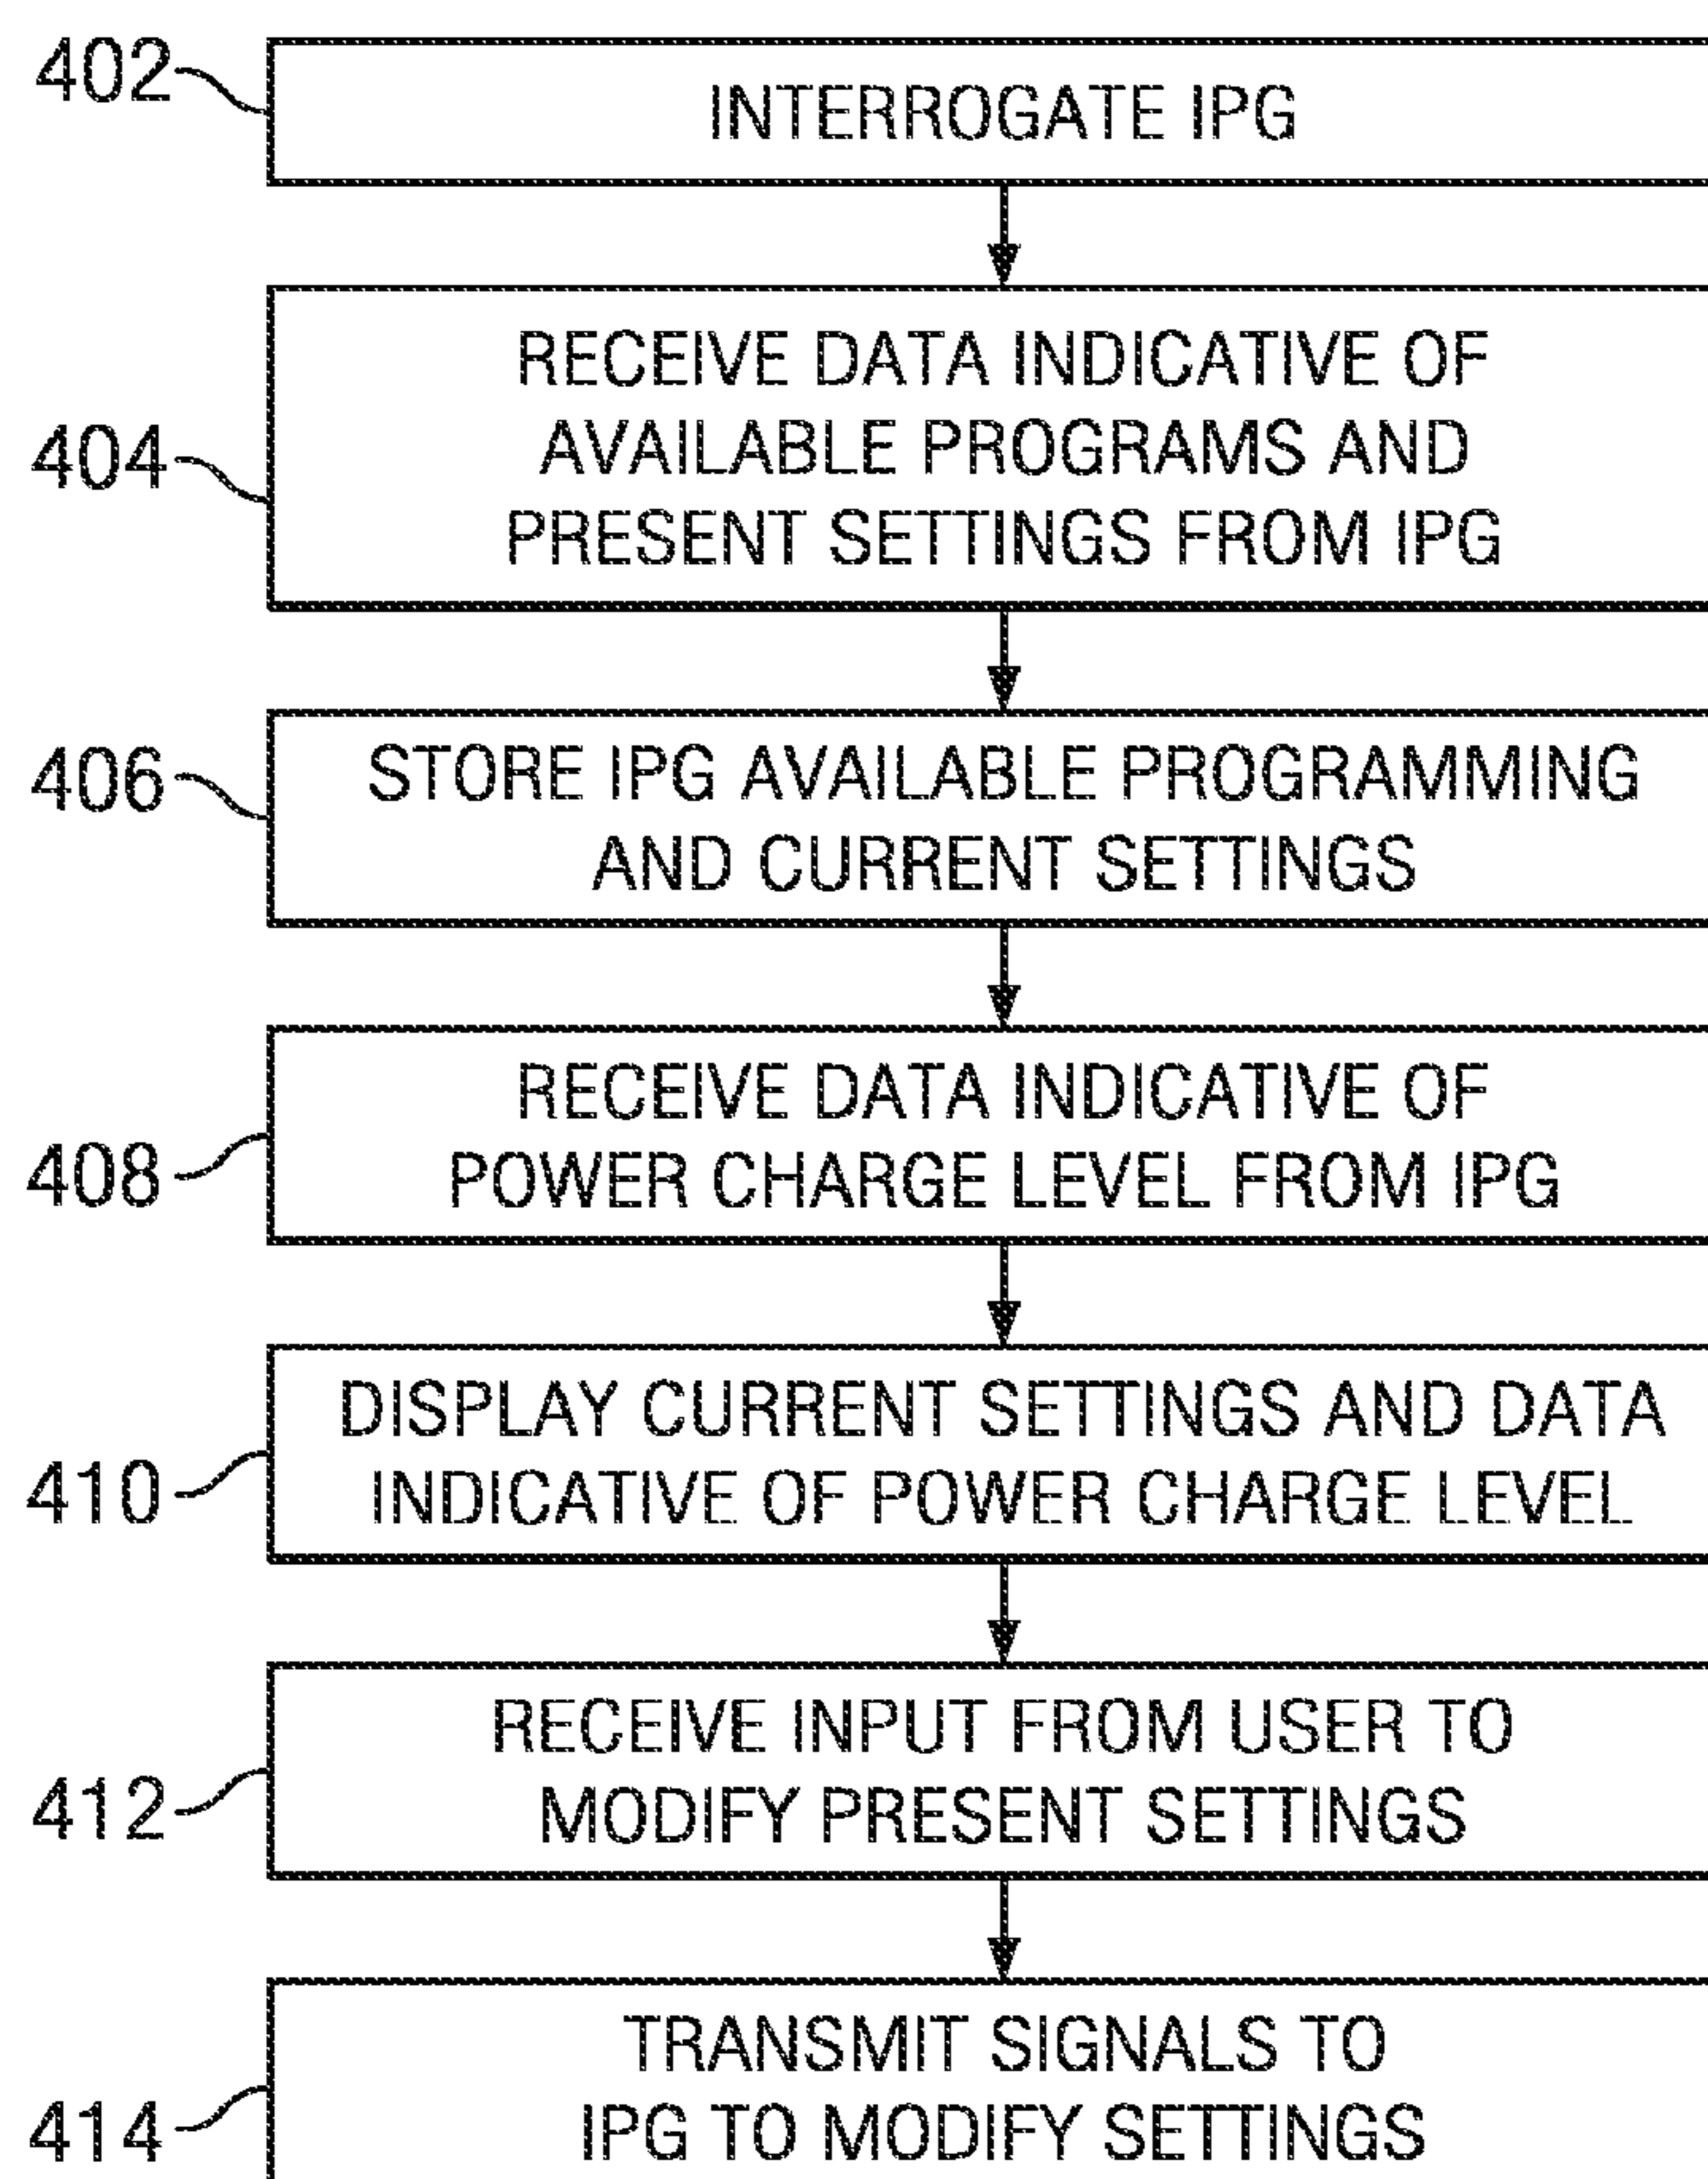 402
INTERROGATE IPG
404
RECEIVE DATA INDICATIVE OF
AVAILABLE PROGRAMS AND
PRESENT SETTINGS FROM IPG
406
STORE IPG AVAILABLE PROGRAMMING
AND CURRENT SETTINGS
408
RECEIVE DATA INDICATIVE OF
POWER CHARGE LEVEL FROM IPG
410
DISPLAY CURRENT SETTINGS AND DATA
INDICATIVE OF POWER CHARGE LEVEL
412
RECEIVE INPUT FROM USER TO
MODIFY PRESENT SETTINGS
414
TRANSMIT SIGNALS TO
IPG TO MODIFY SETTINGS